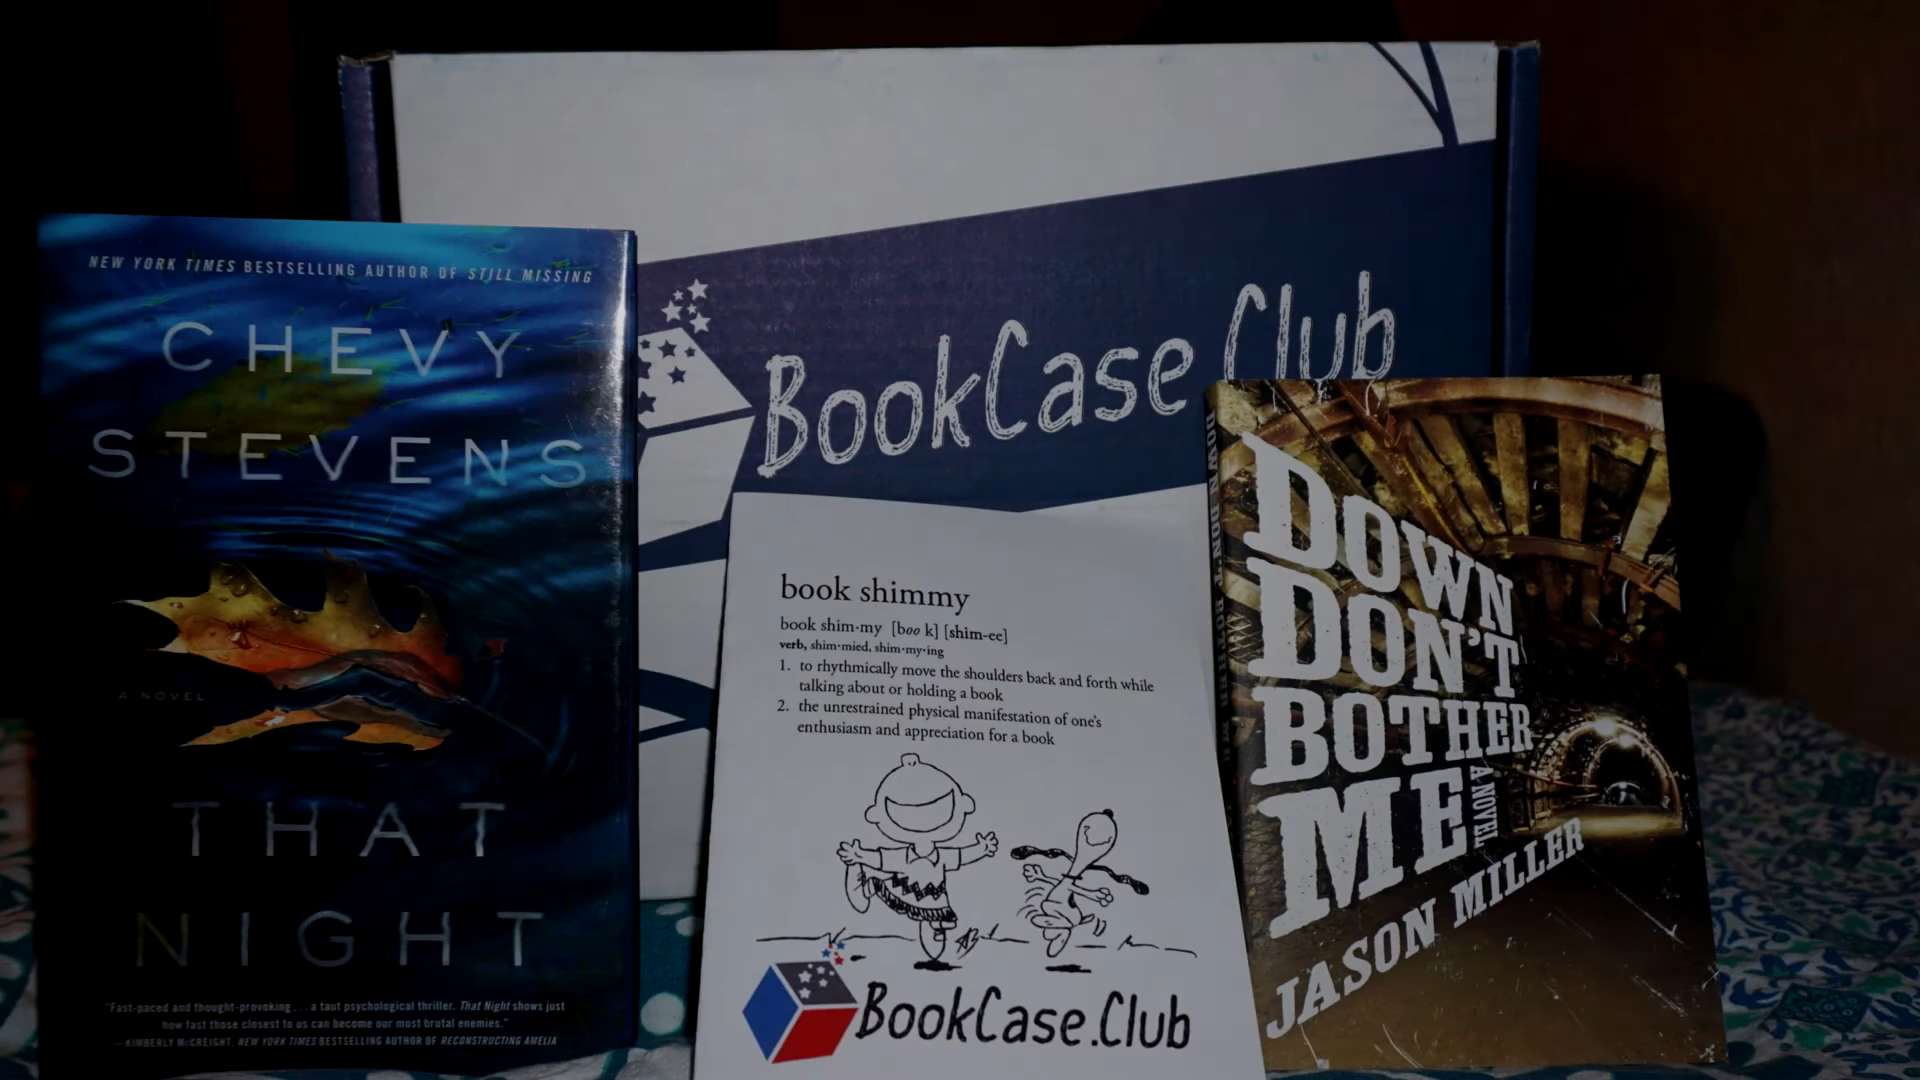 BookCase Club
NEW YORK TIMES BESTSELLING AUTHOR OF STILL MISSING
CHEVY
STEVENS
A NOVEL
THAT
NIGHT
"Fast-paced and thought-provoking . . . a taut psychological thriller. That Night shows just
how fast those closest to us can become our most brutal enemies."
—KIMBERLY McCREIGHT, NEW YORK TIMES BESTSELLING AUTHOR OF RECONSTRUCTING AMELIA
book shimmy
book shim·my [boo k] [shim-ee]
verb, shim·mied, shim·my·ing
1. to rhythmically move the shoulders back and forth while
talking about or holding a book
2. the unrestrained physical manifestation of one's
enthusiasm and appreciation for a book
BookCase.Club
DOWN DON'T BOTHER ME
DOWN
DON'T
BOTHER
ME
A NOVEL
JASON MILLER